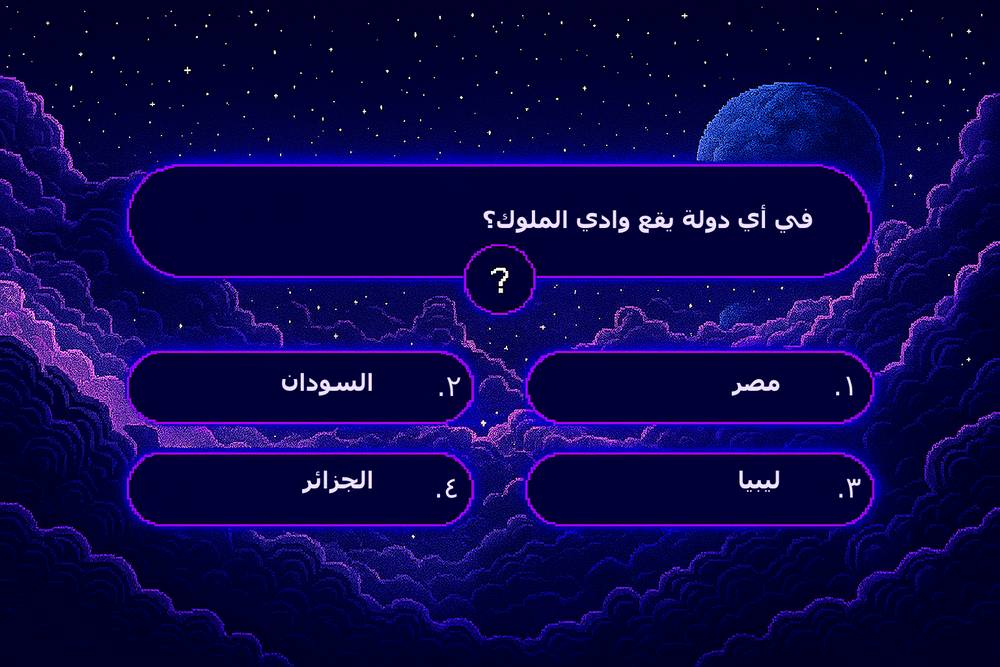 في أي دولة يقع وادي الملوك؟
?
١. مصر
٢. السودان
٣. ليبيا
٤. الجزائر